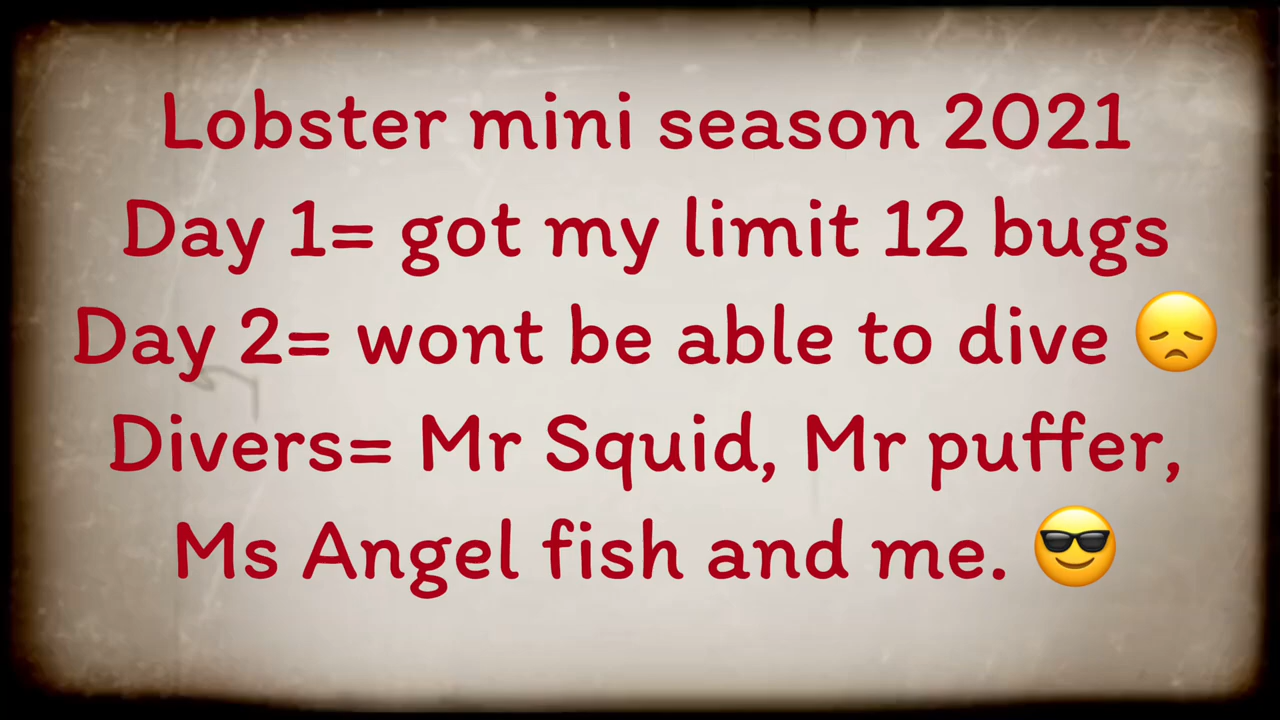 Lobster mini season 2021
Day 1= got my limit 12 bugs
Day 2= wont be able to dive 😞
Divers= Mr Squid, Mr puffer,
Ms Angel fish and me. 😎